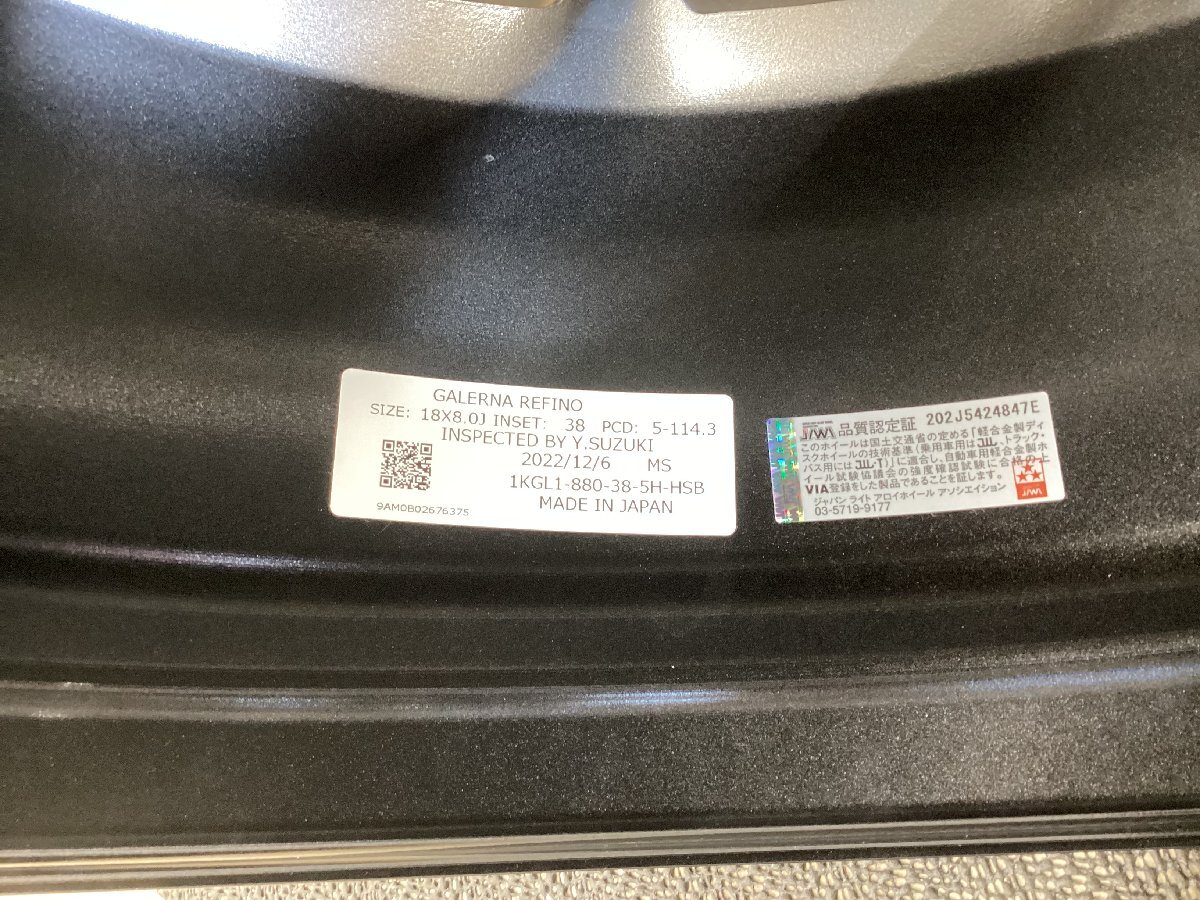 GALERNA REFINO
SIZE: 18X8.0J INSET: 38 PCD: 5-114.3
INSPECTED BY Y.SUZUKI
2022/12/6 MS
1KGL1-880-38-5H-HSB
9AM0B02676375
MADE IN JAPAN
JAWA 品質認定証 202J5424847E
このホイールは国土交通省の定める「軽合金製ディ
スクホイールの技術基準(乗用車用はJWL、トラック・
バス用にはJWL-T)」に適合し、自動車用軽合金製ホ
イール試験協議会の強度確認試験に合格の上
VIA登録をした製品であることを証します。
ジャパン ライト アロイホイール アソシエイション
03-5719-9177
JAWA